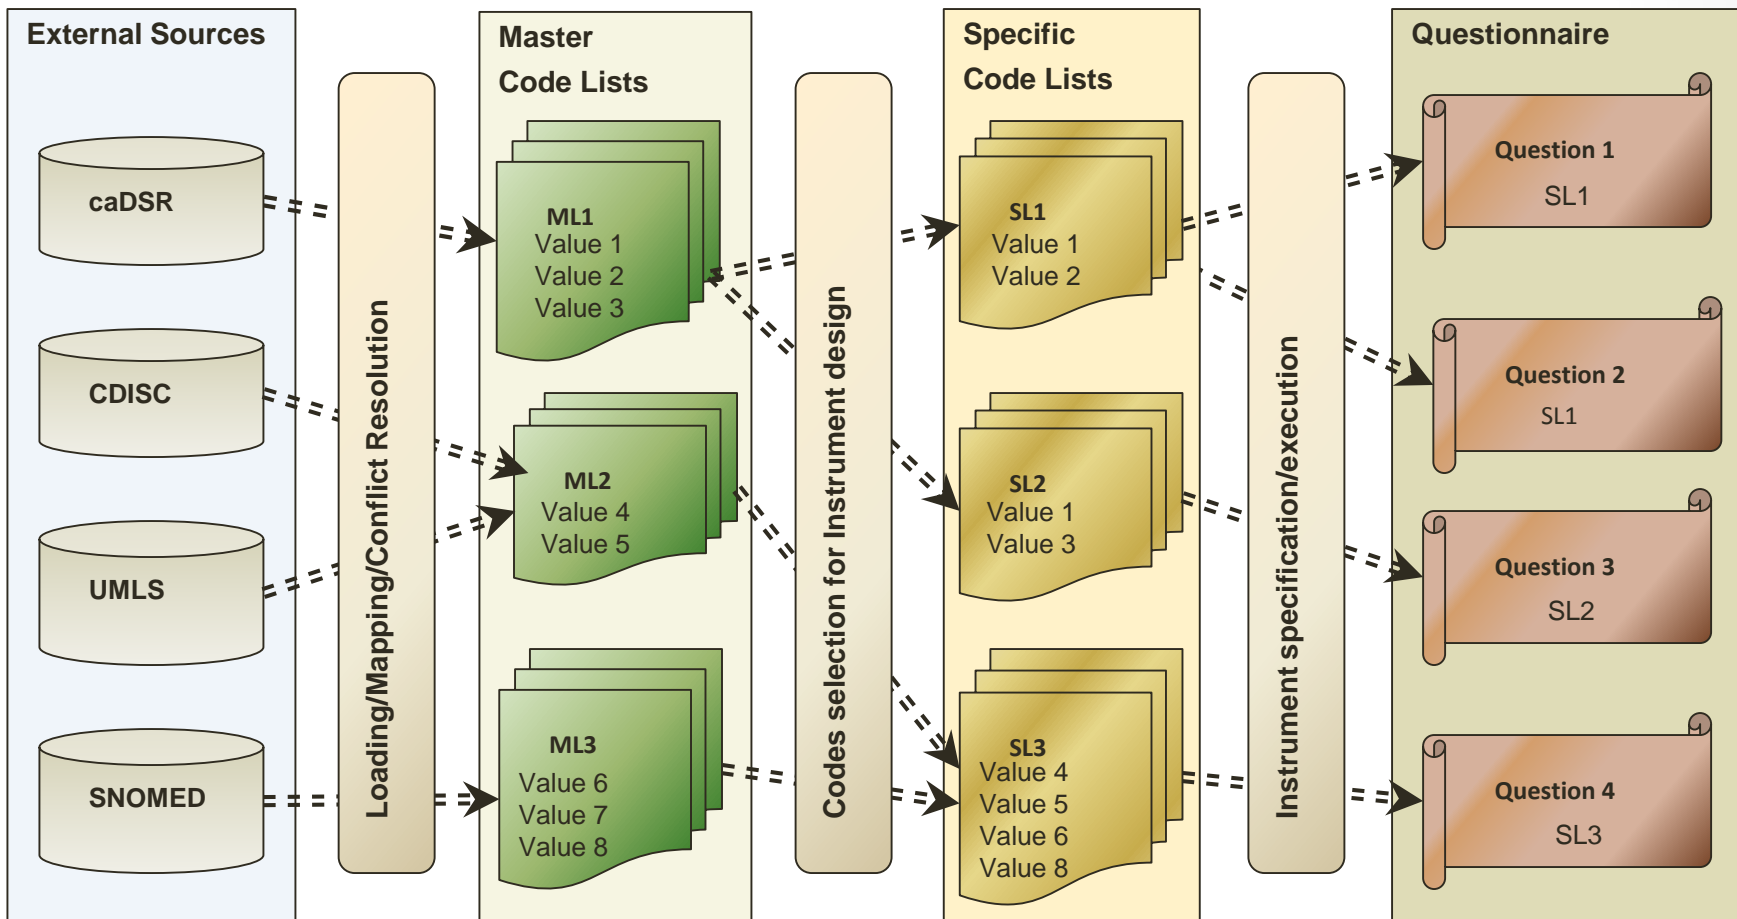 External Sources
caDSR
CDISC
UMLS
SNOMED
Loading/Mapping/Conflict Resolution
Master
Code Lists
ML1
Value 1
Value 2
Value 3
ML2
Value 4
Value 5
ML3
Value 6
Value 7
Value 8
Codes selection for Instrument design
Specific
Code Lists
SL1
Value 1
Value 2
SL2
Value 1
Value 3
SL3
Value 4
Value 5
Value 6
Value 8
Instrument specification/execution
Questionnaire
Question 1
SL1
Question 2
SL1
Question 3
SL2
Question 4
SL3